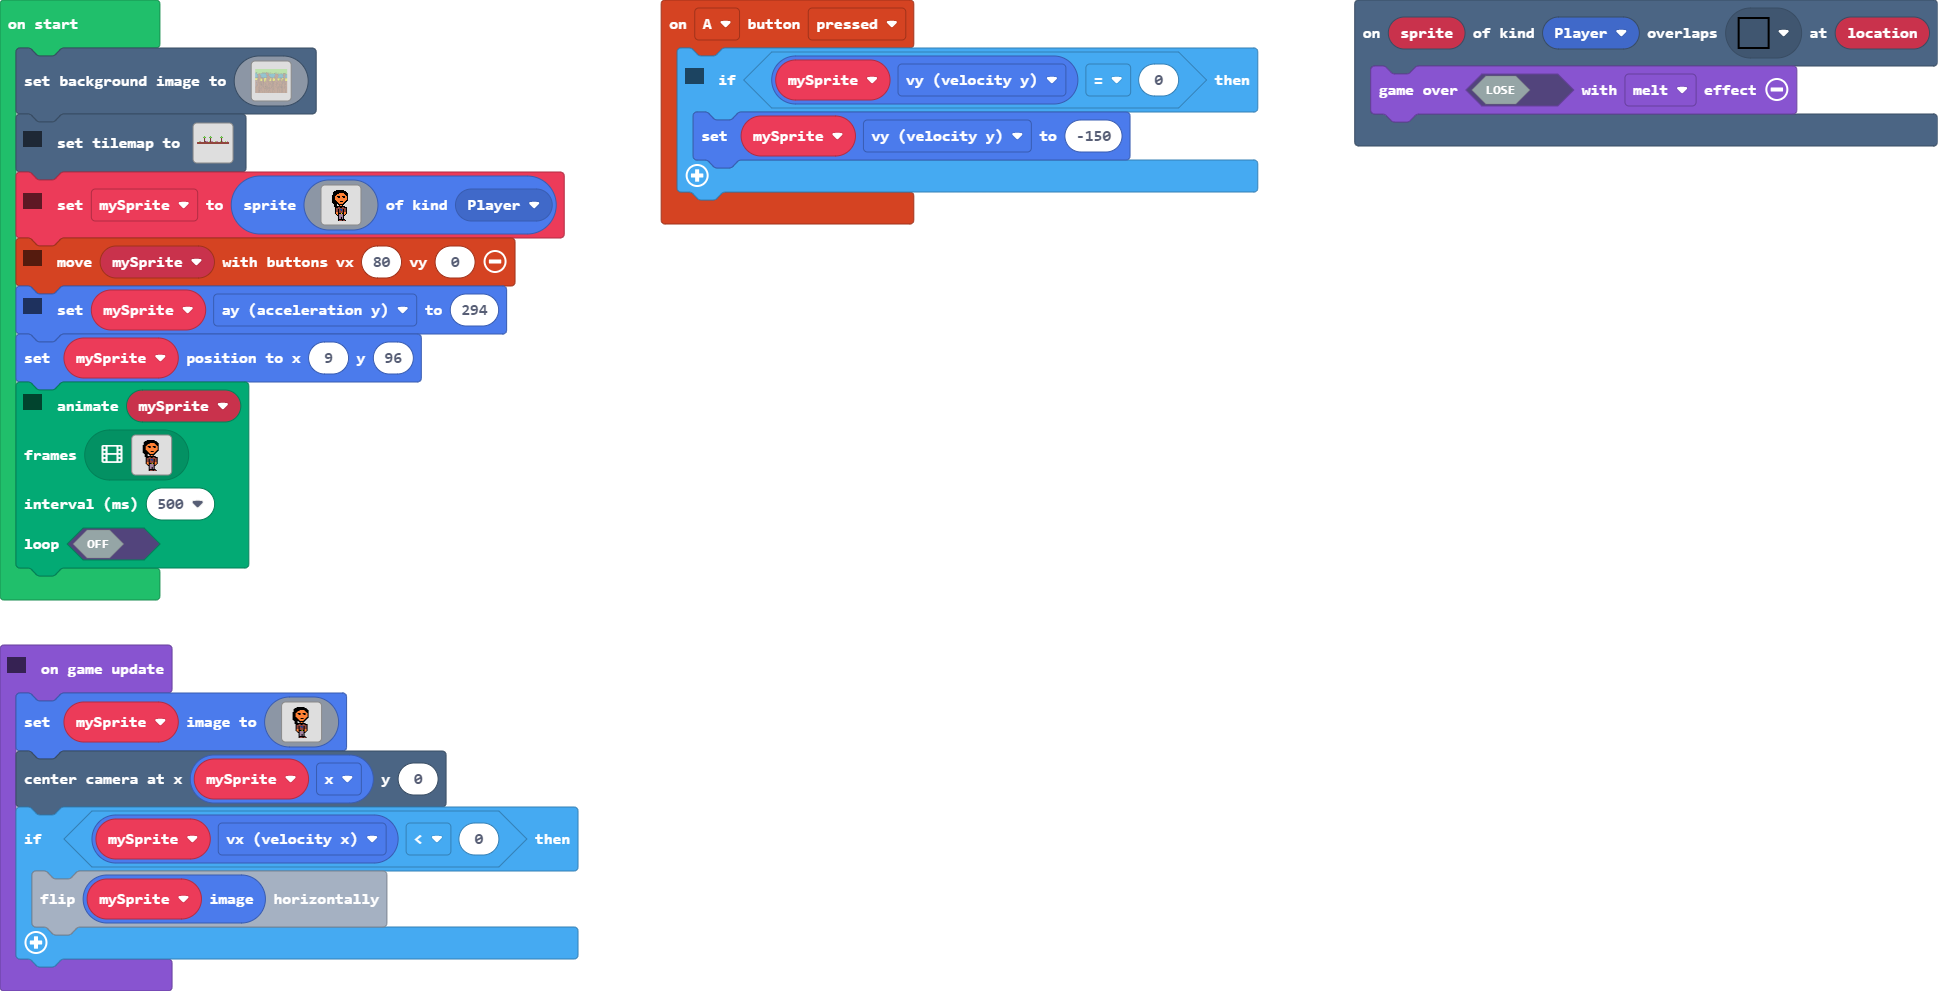 on start
set background image to
set tilemap to
set mySprite to sprite of kind Player
move mySprite with buttons vx 80 vy 0
set mySprite ay (acceleration y) to 294
set mySprite position to x 9 y 96
animate mySprite
frames
interval (ms) 500
loop OFF
on game update
set mySprite image to
center camera at x mySprite x y 0
if mySprite vx (velocity x) < 0 then
flip mySprite image horizontally
on A button pressed
if mySprite vy (velocity y) = 0 then
set mySprite vy (velocity y) to -150
on sprite of kind Player overlaps at location
game over LOSE with melt effect